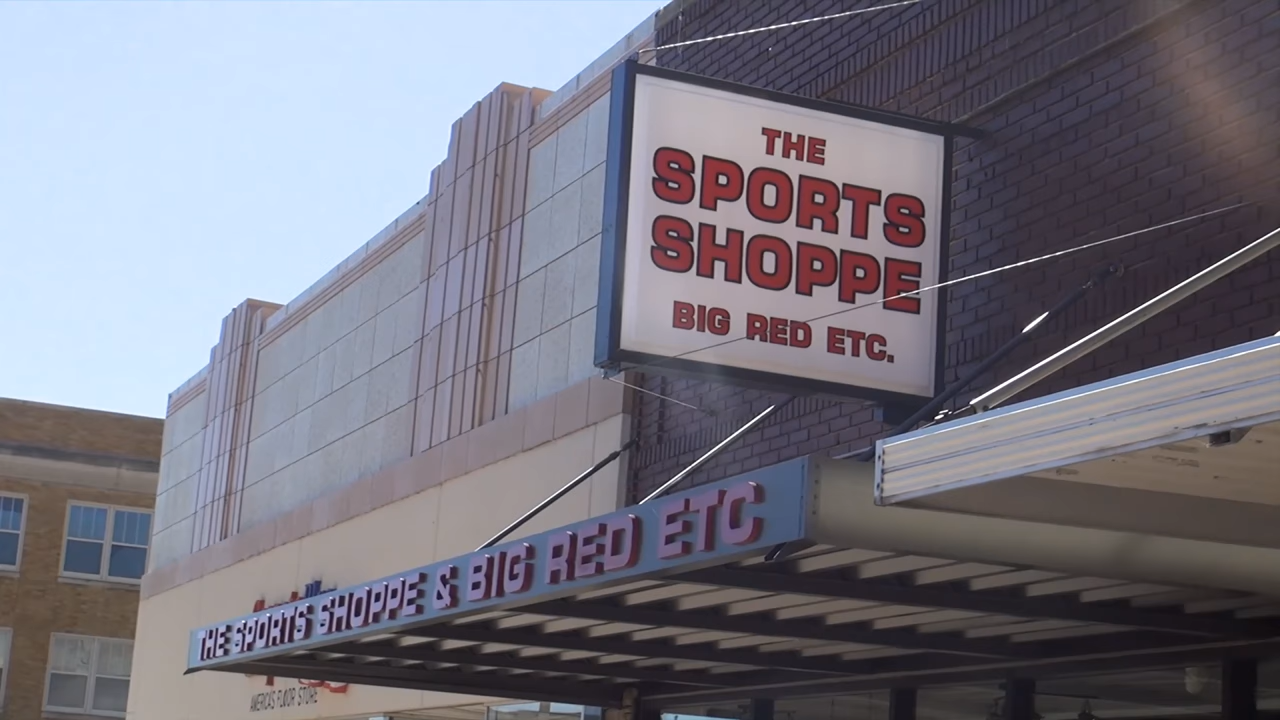 THE
SPORTS
SHOPPE
BIG RED ETC.
THE SPORTS SHOPPE & BIG RED ETC
AMERICA'S FLOOR STORE